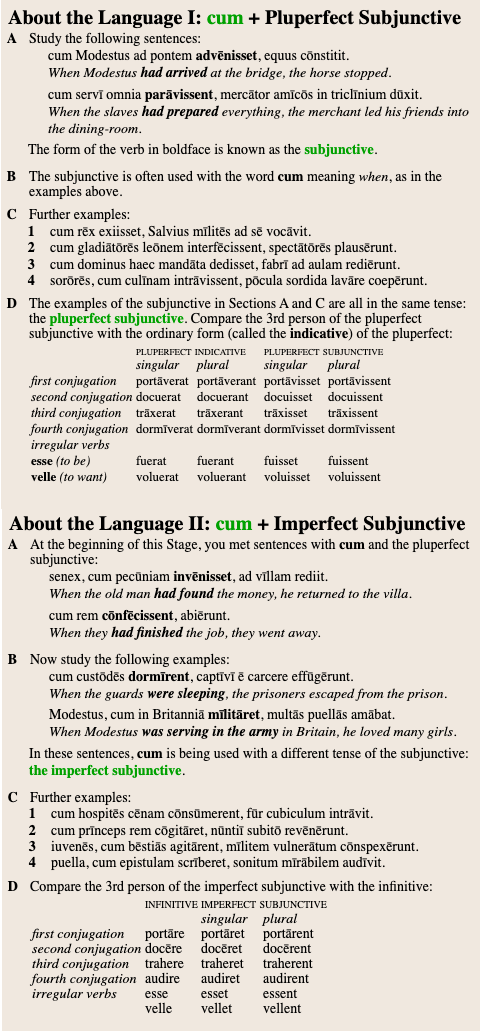 About the Language I: cum + Pluperfect Subjunctive
A Study the following sentences:
cum Modestus ad pontem advēnisset, equus cōnstitit.
When Modestus had arrived at the bridge, the horse stopped.
cum servī omnia parāvissent, mercātor amīcōs in triclīnium dūxit.
When the slaves had prepared everything, the merchant led his friends into
the dining-room.
The form of the verb in boldface is known as the subjunctive.
B The subjunctive is often used with the word cum meaning when, as in the
examples above.
C Further examples:
1 cum rēx exiisset, Salvius mīlitēs ad sē vocāvit.
2 cum gladiātōrēs leōnem interfēcissent, spectātōrēs plausērunt.
3 cum dominus haec mandāta dedisset, fabrī ad aulam rediērunt.
4 sorōrēs, cum culīnam intrāvissent, pōcula sordida lavāre coepērunt.
D The examples of the subjunctive in Sections A and C are all in the same tense:
the pluperfect subjunctive. Compare the 3rd person of the pluperfect
subjunctive with the ordinary form (called the indicative) of the pluperfect:
PLUPERFECT INDICATIVE PLUPERFECT SUBJUNCTIVE
singular plural singular plural
first conjugation portāverat portāverant portāvisset portāvissent
second conjugation docuerat docuerant docuisset docuissent
third conjugation trāxerat trāxerant trāxisset trāxissent
fourth conjugation dormīverat dormīverant dormīvisset dormīvissent
irregular verbs
esse (to be) fuerat fuerant fuisset fuissent
velle (to want) voluerat voluerant voluisset voluissent
About the Language II: cum + Imperfect Subjunctive
A At the beginning of this Stage, you met sentences with cum and the pluperfect
subjunctive:
senex, cum pecūniam invēnisset, ad vīllam rediit.
When the old man had found the money, he returned to the villa.
cum rem cōnfēcissent, abiērunt.
When they had finished the job, they went away.
B Now study the following examples:
cum custōdēs dormīrent, captīvī ē carcere effūgērunt.
When the guards were sleeping, the prisoners escaped from the prison.
Modestus, cum in Britanniā mīlitāret, multās puellās amābat.
When Modestus was serving in the army in Britain, he loved many girls.
In these sentences, cum is being used with a different tense of the subjunctive:
the imperfect subjunctive.
C Further examples:
1 cum hospitēs cēnam cōnsūmerent, fūr cubiculum intrāvit.
2 cum prīnceps rem cōgitāret, nūntiī subitō revēnērunt.
3 iuvenēs, cum bēstiās agitārent, mīlitem vulnerātum cōnspexērunt.
4 puella, cum epistulam scrīberet, sonitum mīrābilem audīvit.
D Compare the 3rd person of the imperfect subjunctive with the infinitive:
INFINITIVE IMPERFECT SUBJUNCTIVE
singular plural
first conjugation portāre portāret portārent
second conjugation docēre docēret docērent
third conjugation trahere traheret traherent
fourth conjugation audire audiret audirent
irregular verbs esse esset essent
velle vellet vellent